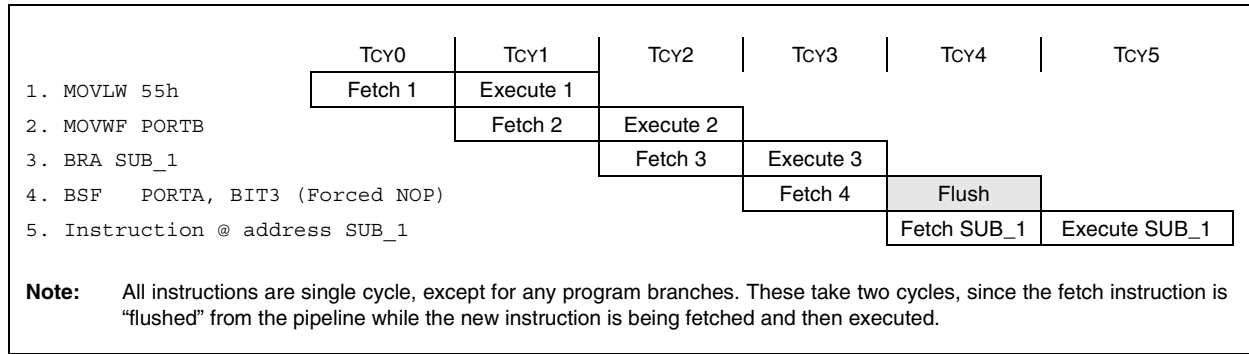 TCY0 TCY1 TCY2 TCY3 TCY4 TCY5
1. MOVLW 55h Fetch 1 Execute 1
2. MOVWF PORTB Fetch 2 Execute 2
3. BRA SUB_1 Fetch 3 Execute 3
4. BSF PORTA, BIT3 (Forced NOP) Fetch 4 Flush
5. Instruction @ address SUB_1 Fetch SUB_1 Execute SUB_1
Note: All instructions are single cycle, except for any program branches. These take two cycles, since the fetch instruction is
“flushed” from the pipeline while the new instruction is being fetched and then executed.